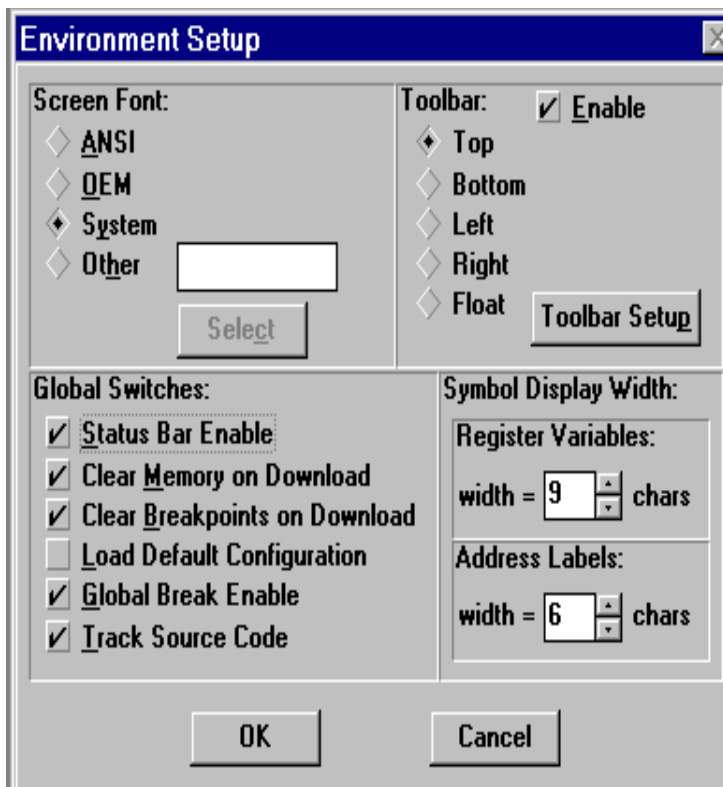 Environment Setup
Screen Font:
ANSI
OEM
System
Other
Select
Toolbar:
Enable
Top
Bottom
Left
Right
Float
Toolbar Setup
Global Switches:
Status Bar Enable
Clear Memory on Download
Clear Breakpoints on Download
Load Default Configuration
Global Break Enable
Track Source Code
Symbol Display Width:
Register Variables:
width = 9 chars
Address Labels:
width = 6 chars
OK
Cancel